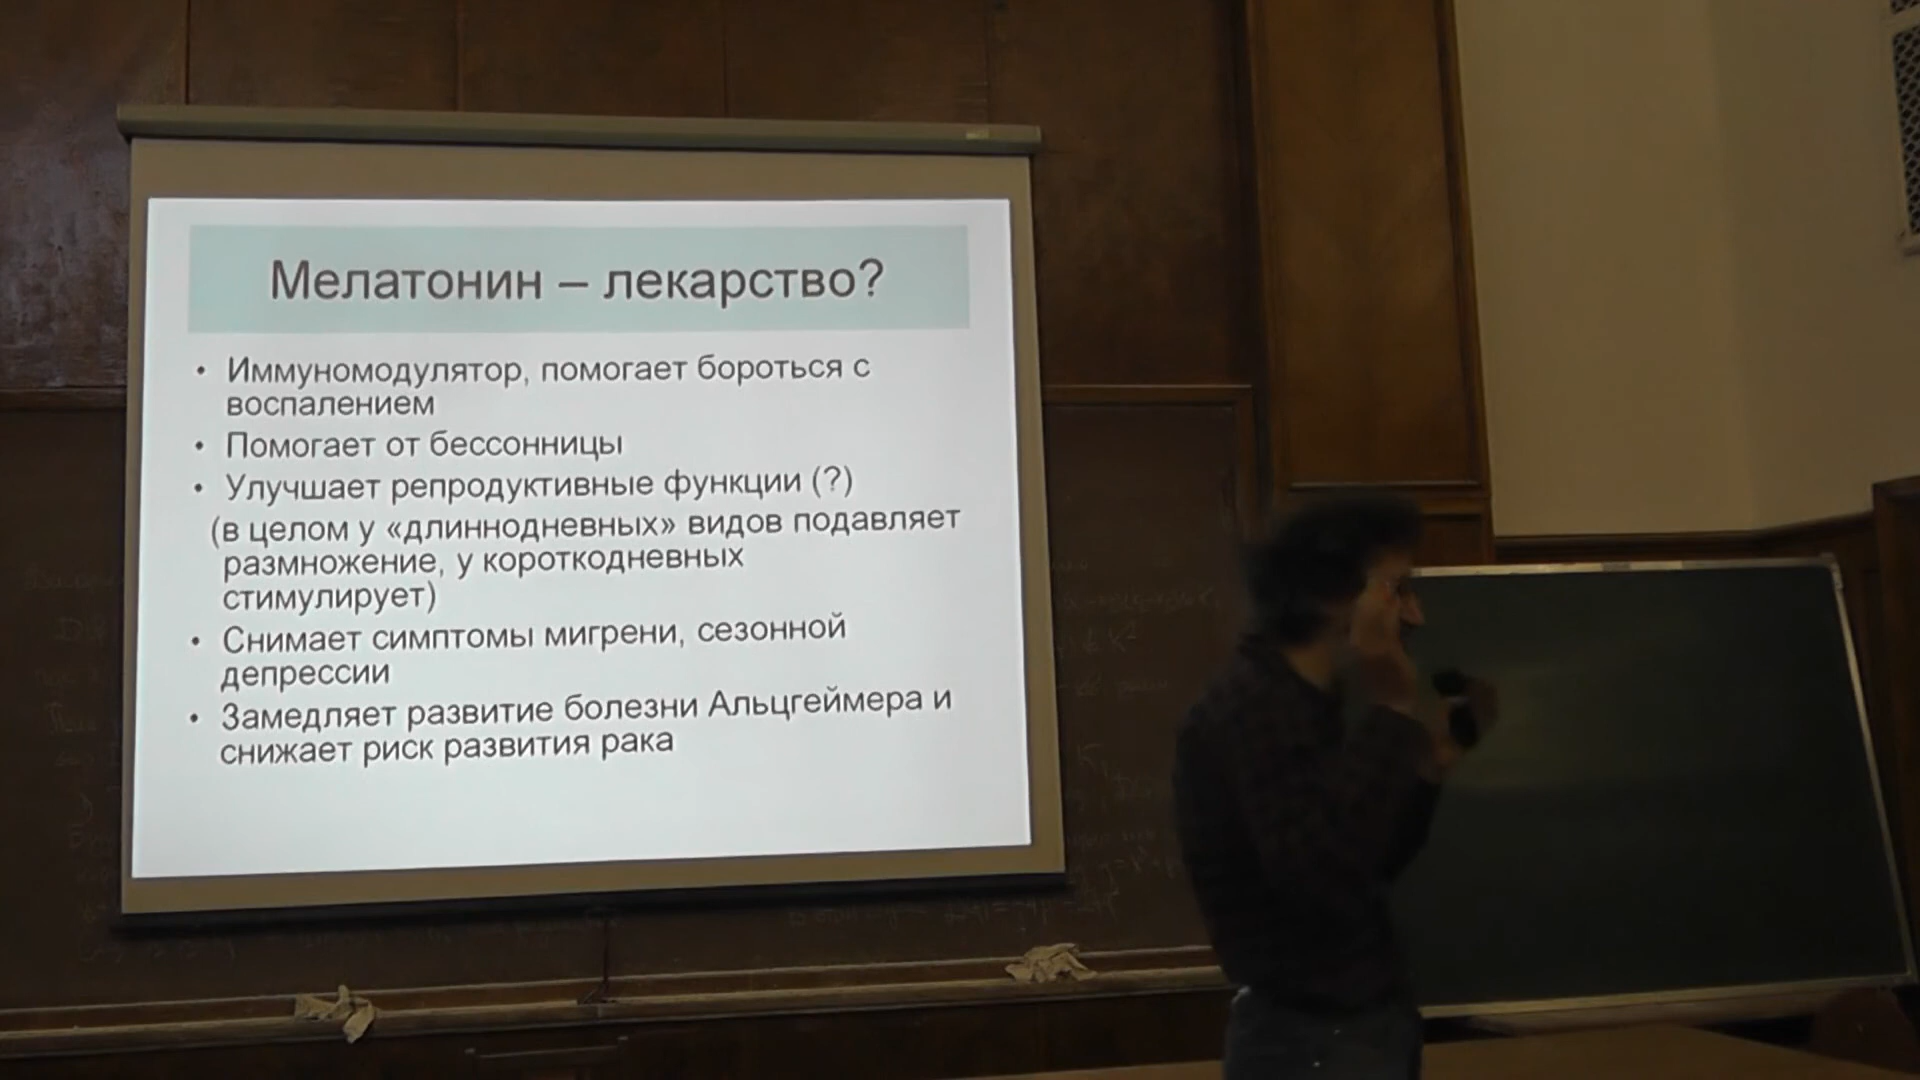 Мелатонин – лекарство?
• Иммуномодулятор, помогает бороться с
воспалением
• Помогает от бессонницы
• Улучшает репродуктивные функции (?)
(в целом у «длиннодневных» видов подавляет
размножение, у короткодневных
стимулирует)
• Снимает симптомы мигрени, сезонной
депрессии
• Замедляет развитие болезни Альцгеймера и
снижает риск развития рака